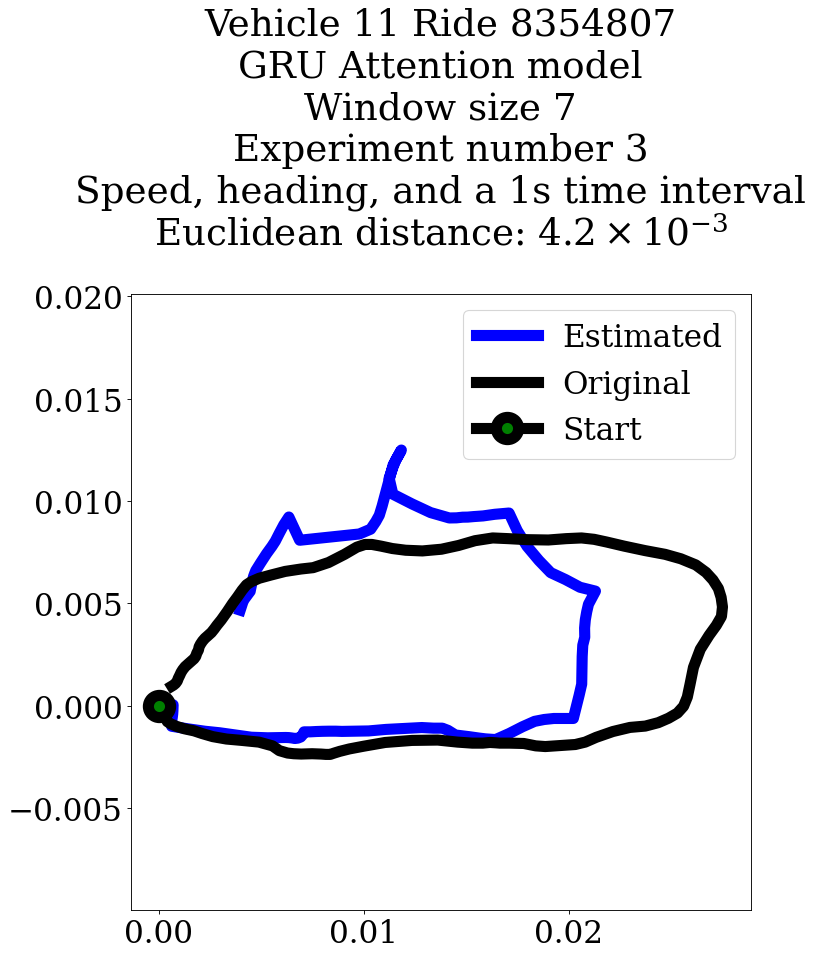 Vehicle 11 Ride 8354807
GRU Attention model
Window size 7
Experiment number 3
Speed, heading, and a 1s time interval
Euclidean distance: 4.2 × 10⁻³
0.020
0.015
0.010
0.005
0.000
−0.005
Estimated
Original
Start
0.00
0.01
0.02